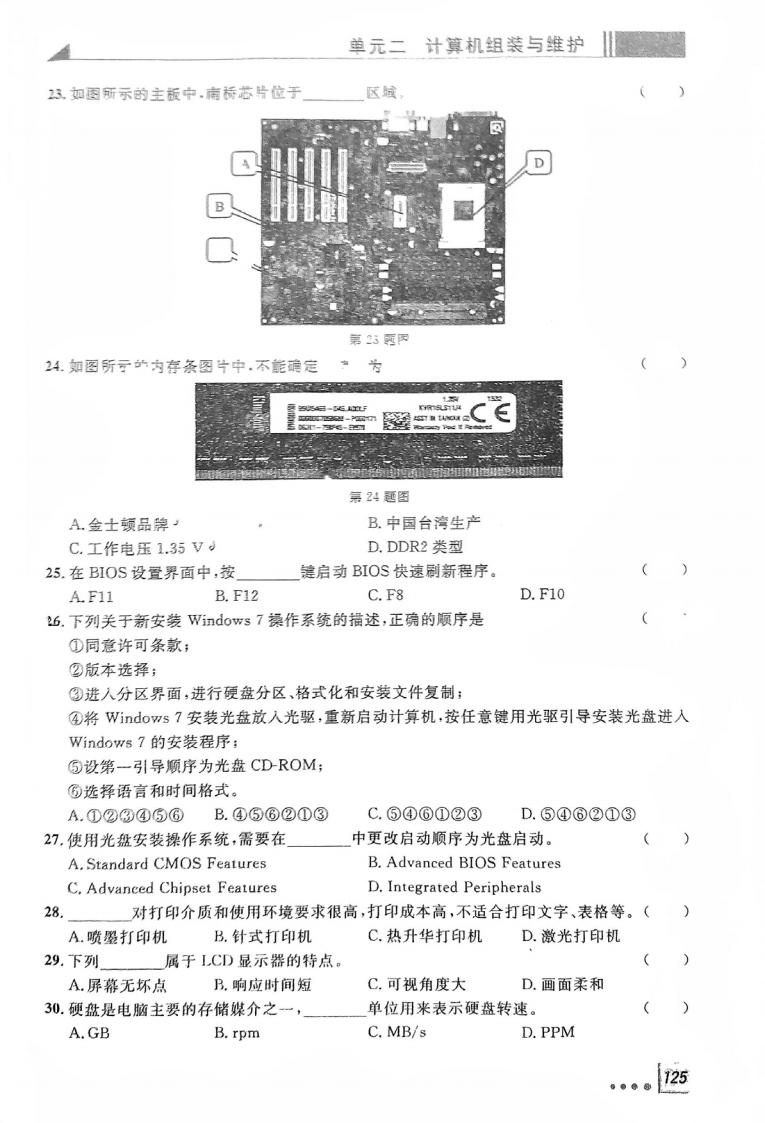 单元二 计算机组装与维护
23. 如图所示的主板中,南桥芯片位于______区域。 ( )
A
D
B
第 23 题图
24. 如图所示的内存条图片中,不能确定 为 ( )
1.35V 1532
KVR16LS11/4
ASSY IN TAIWAN (2)
Warranty Void If Removed
CE
第 24 题图
A. 金士顿品牌 B. 中国台湾生产
C. 工作电压 1.35 V D. DDR2 类型
25. 在 BIOS 设置界面中,按______键启动 BIOS 快速刷新程序。 ( )
A. F11 B. F12 C. F8 D. F10
26. 下列关于新安装 Windows 7 操作系统的描述,正确的顺序是 (
①同意许可条款;
②版本选择;
③进入分区界面,进行硬盘分区、格式化和安装文件复制;
④将 Windows 7 安装光盘放入光驱,重新启动计算机,按任意键用光驱引导安装光盘进入
Windows 7 的安装程序;
⑤设第一引导顺序为光盘 CD-ROM;
⑥选择语言和时间格式。
A. ①②③④⑤⑥ B. ④⑤⑥②①③ C. ⑤④⑥①②③ D. ⑤④⑥②①③
27. 使用光盘安装操作系统,需要在______中更改启动顺序为光盘启动。 ( )
A. Standard CMOS Features B. Advanced BIOS Features
C. Advanced Chipset Features D. Integrated Peripherals
28. ______对打印介质和使用环境要求很高,打印成本高,不适合打印文字、表格等。 ( )
A. 喷墨打印机 B. 针式打印机 C. 热升华打印机 D. 激光打印机
29. 下列______属于 LCD 显示器的特点。 ( )
A. 屏幕无坏点 B. 响应时间短 C. 可视角度大 D. 画面柔和
30. 硬盘是电脑主要的存储媒介之一,______单位用来表示硬盘转速。 ( )
A. GB B. rpm C. MB/s D. PPM
125